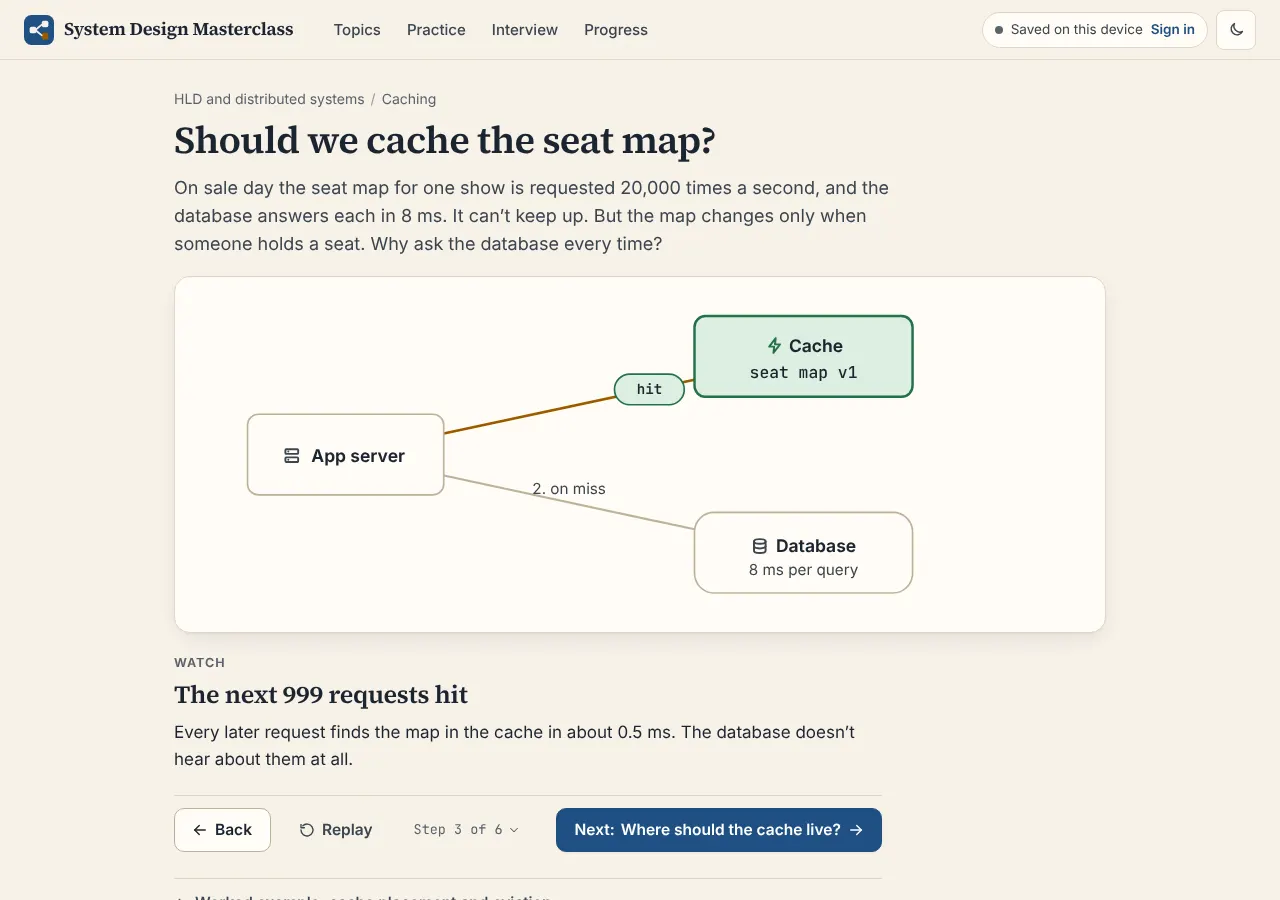 System Design Masterclass
Topics
Practice
Interview
Progress
Saved on this device Sign in
HLD and distributed systems / Caching
Should we cache the seat map?
On sale day the seat map for one show is requested 20,000 times a second, and the
database answers each in 8 ms. It can’t keep up. But the map changes only when
someone holds a seat. Why ask the database every time?
Cache
seat map v1
hit
App server
2. on miss
Database
8 ms per query
WATCH
The next 999 requests hit
Every later request finds the map in the cache in about 0.5 ms. The database doesn’t
hear about them at all.
Back
Replay
Step 3 of 6
Next: Where should the cache live?